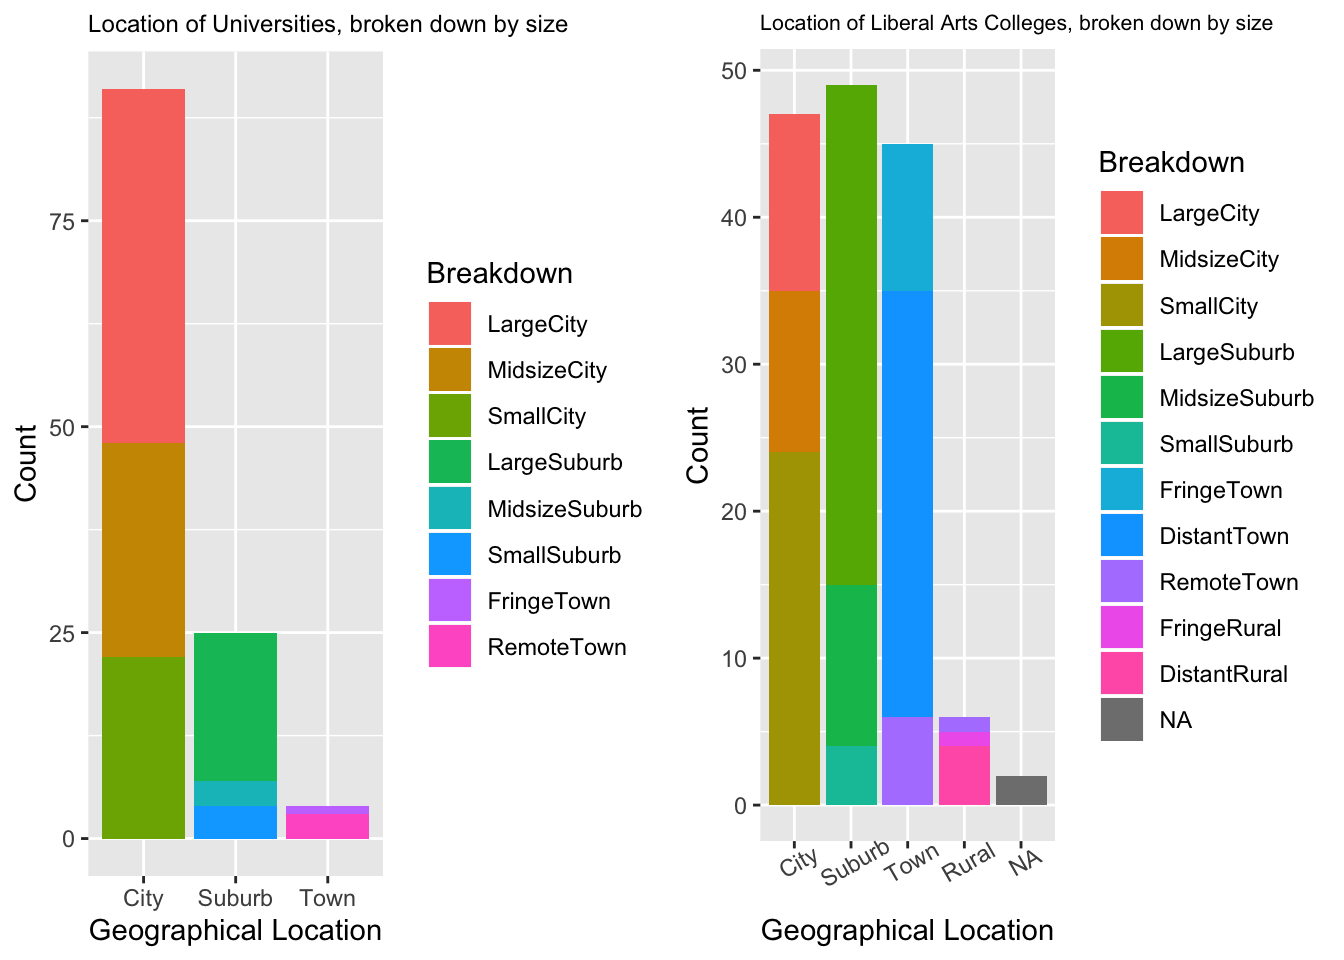 Location of Universities, broken down by size
75
50
25
0
Count
City Suburb Town
Geographical Location
Breakdown
LargeCity
MidsizeCity
SmallCity
LargeSuburb
MidsizeSuburb
SmallSuburb
FringeTown
RemoteTown
Location of Liberal Arts Colleges, broken down by size
50
40
30
20
10
0
Count
City Suburb Town Rural NA
Geographical Location
Breakdown
LargeCity
MidsizeCity
SmallCity
LargeSuburb
MidsizeSuburb
SmallSuburb
FringeTown
DistantTown
RemoteTown
FringeRural
DistantRural
NA